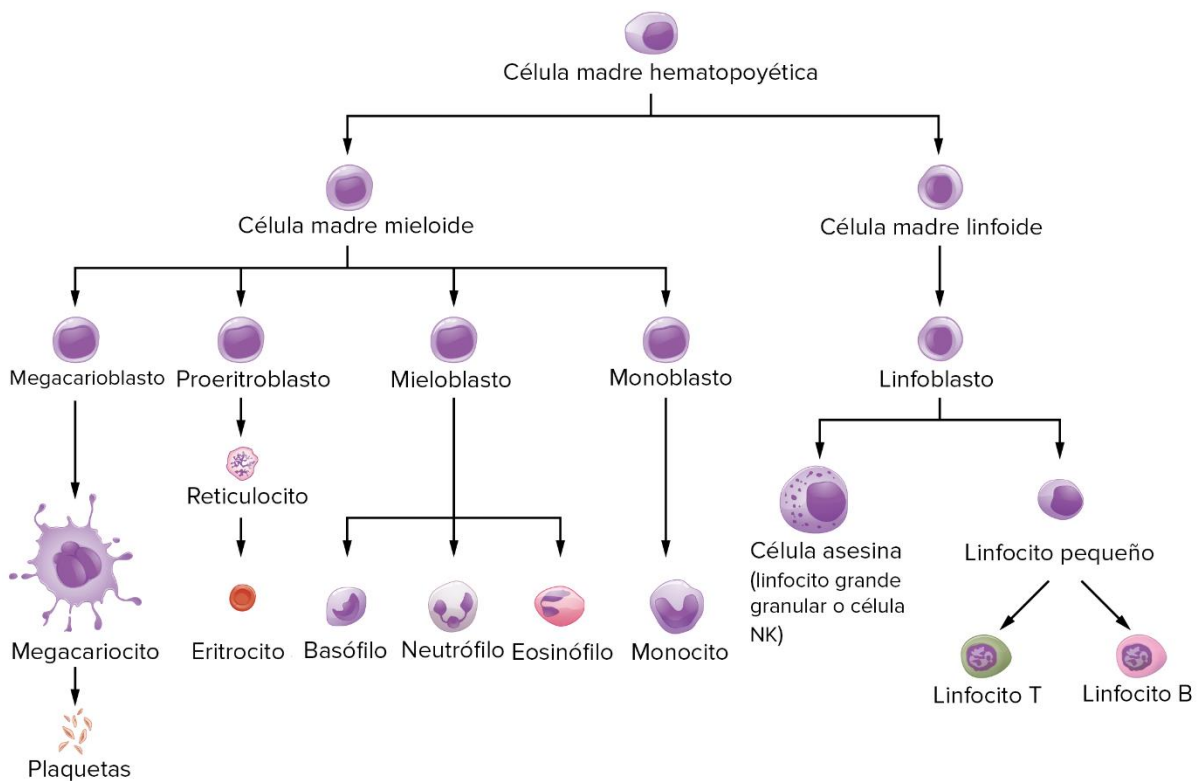 Célula madre hematopoyética
Célula madre mieloide
Célula madre linfoide
Megacarioblasto
Proeritroblasto
Mieloblasto
Monoblasto
Linfoblasto
Reticulocito
Célula asesina
(linfocito grande
granular o célula
NK)
Linfocito pequeño
Megacariocito
Eritrocito
Basófilo
Neutrófilo
Eosinófilo
Monocito
Linfocito T
Linfocito B
Plaquetas